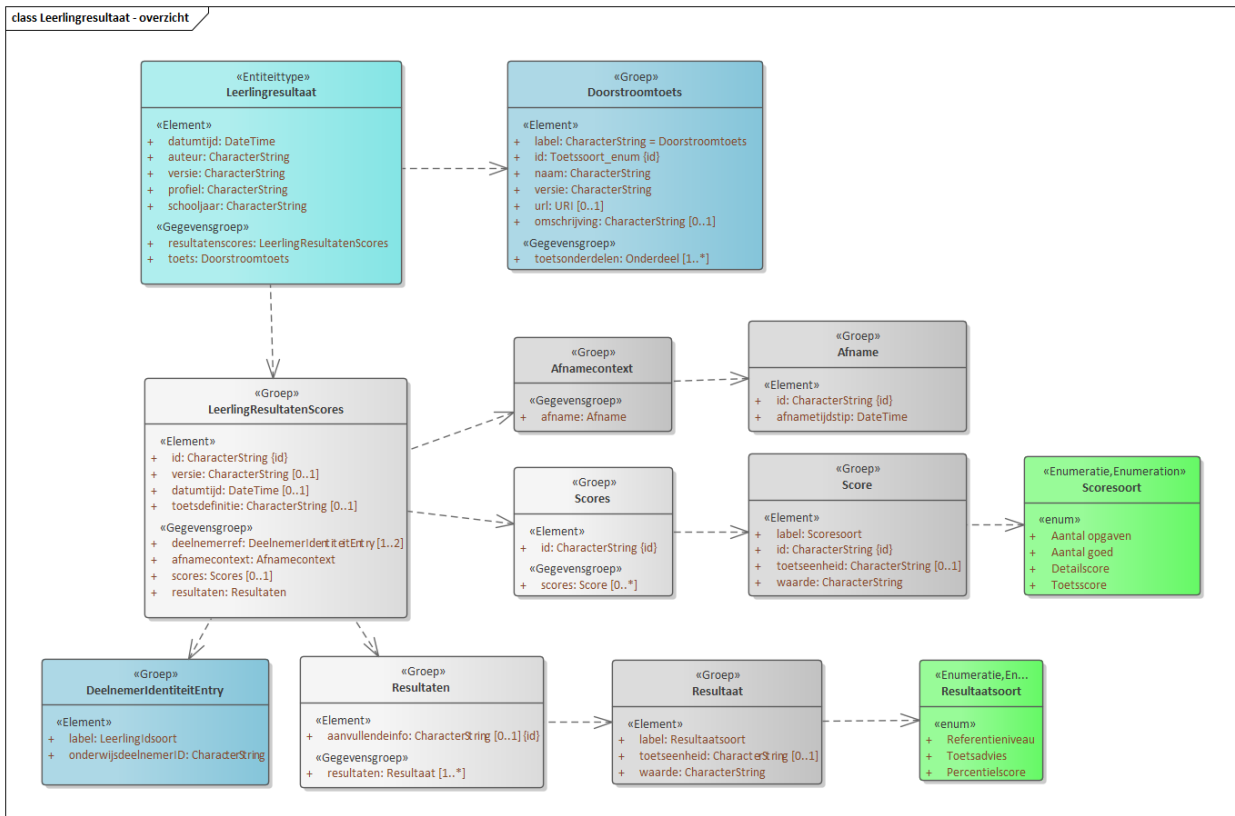 class Leerlingresultaat - overzicht
«Entiteittype»
Leerlingresultaat
«Element»
+ datumtijd: DateTime
+ auteur: CharacterString
+ versie: CharacterString
+ profiel: CharacterString
+ schooljaar: CharacterString
«Gegevensgroep»
+ resultatenscores: LeerlingResultatenScores
+ toets: Doorstroomtoets
«Groep»
Doorstroomtoets
«Element»
+ label: CharacterString = Doorstroomtoets
+ id: Toetssoort_enum {id}
+ naam: CharacterString
+ versie: CharacterString
+ url: URI [0..1]
+ omschrijving: CharacterString [0..1]
«Gegevensgroep»
+ toetsonderdelen: Onderdeel [1..*]
«Groep»
LeerlingResultatenScores
«Element»
+ id: CharacterString {id}
+ versie: CharacterString [0..1]
+ datumtijd: DateTime [0..1]
+ toetsdefinitie: CharacterString [0..1]
«Gegevensgroep»
+ deelnemerref: DeelnemerIdentiteitEntry [1..2]
+ afnamecontext: Afnamecontext
+ scores: Scores [0..1]
+ resultaten: Resultaten
«Groep»
Afnamecontext
«Gegevensgroep»
+ afname: Afname
«Groep»
Afname
«Element»
+ id: CharacterString {id}
+ afnametijdstip: DateTime
«Groep»
Scores
«Element»
+ id: CharacterString {id}
«Gegevensgroep»
+ scores: Score [0..*]
«Groep»
Score
«Element»
+ label: Scoresoort
+ id: CharacterString {id}
+ toetseenheid: CharacterString [0..1]
+ waarde: CharacterString
«Enumeratie,Enumeration»
Scoresoort
«enum»
+ Aantal opgaven
+ Aantal goed
+ Detailscore
+ Toetsscore
«Groep»
DeelnemerIdentiteitEntry
«Element»
+ label: LeerlingIdsoort
+ onderwijsdeelnemerID: CharacterString
«Groep»
Resultaten
«Element»
+ aanvullendeinfo: CharacterString [0..1] {id}
«Gegevensgroep»
+ resultaten: Resultaat [1..*]
«Groep»
Resultaat
«Element»
+ label: Resultaatsoort
+ toetseenheid: CharacterString [0..1]
+ waarde: CharacterString
«Enumeratie,En...
Resultaatsoort
«enum»
+ Referentieniveau
+ Toetsadvies
+ Percentielscore